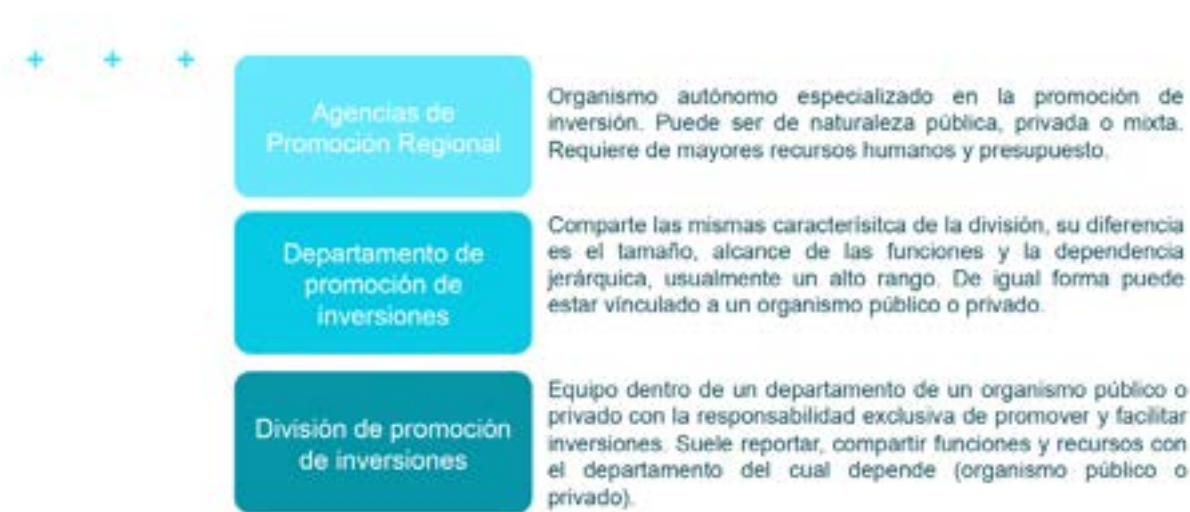 Agencias de
Promoción Regional
Organismo autónomo especializado en la promoción de
inversión. Puede ser de naturaleza pública, privada o mixta.
Requiere de mayores recursos humanos y presupuesto.
Departamento de
promoción de
inversiones
Comparte las mismas caracterísitca de la división, su diferencia
es el tamaño, alcance de las funciones y la dependencia
jerárquica, usualmente un alto rango. De igual forma puede
estar vinculado a un organismo público o privado.
División de promoción
de inversiones
Equipo dentro de un departamento de un organismo público o
privado con la responsabilidad exclusiva de promover y facilitar
inversiones. Suele reportar, compartir funciones y recursos con
el departamento del cual depende (organismo público o
privado).